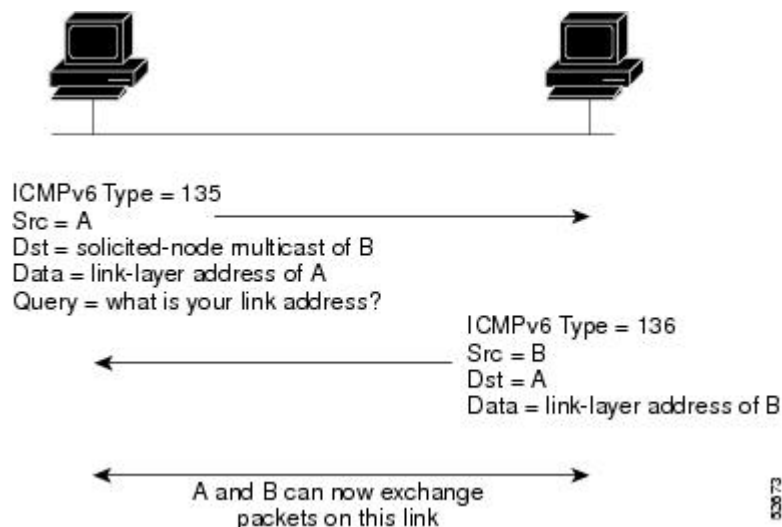 ICMPv6 Type = 135
Src = A
Dst = solicited-node multicast of B
Data = link-layer address of A
Query = what is your link address?
ICMPv6 Type = 136
Src = B
Dst = A
Data = link-layer address of B
A and B can now exchange
packets on this link